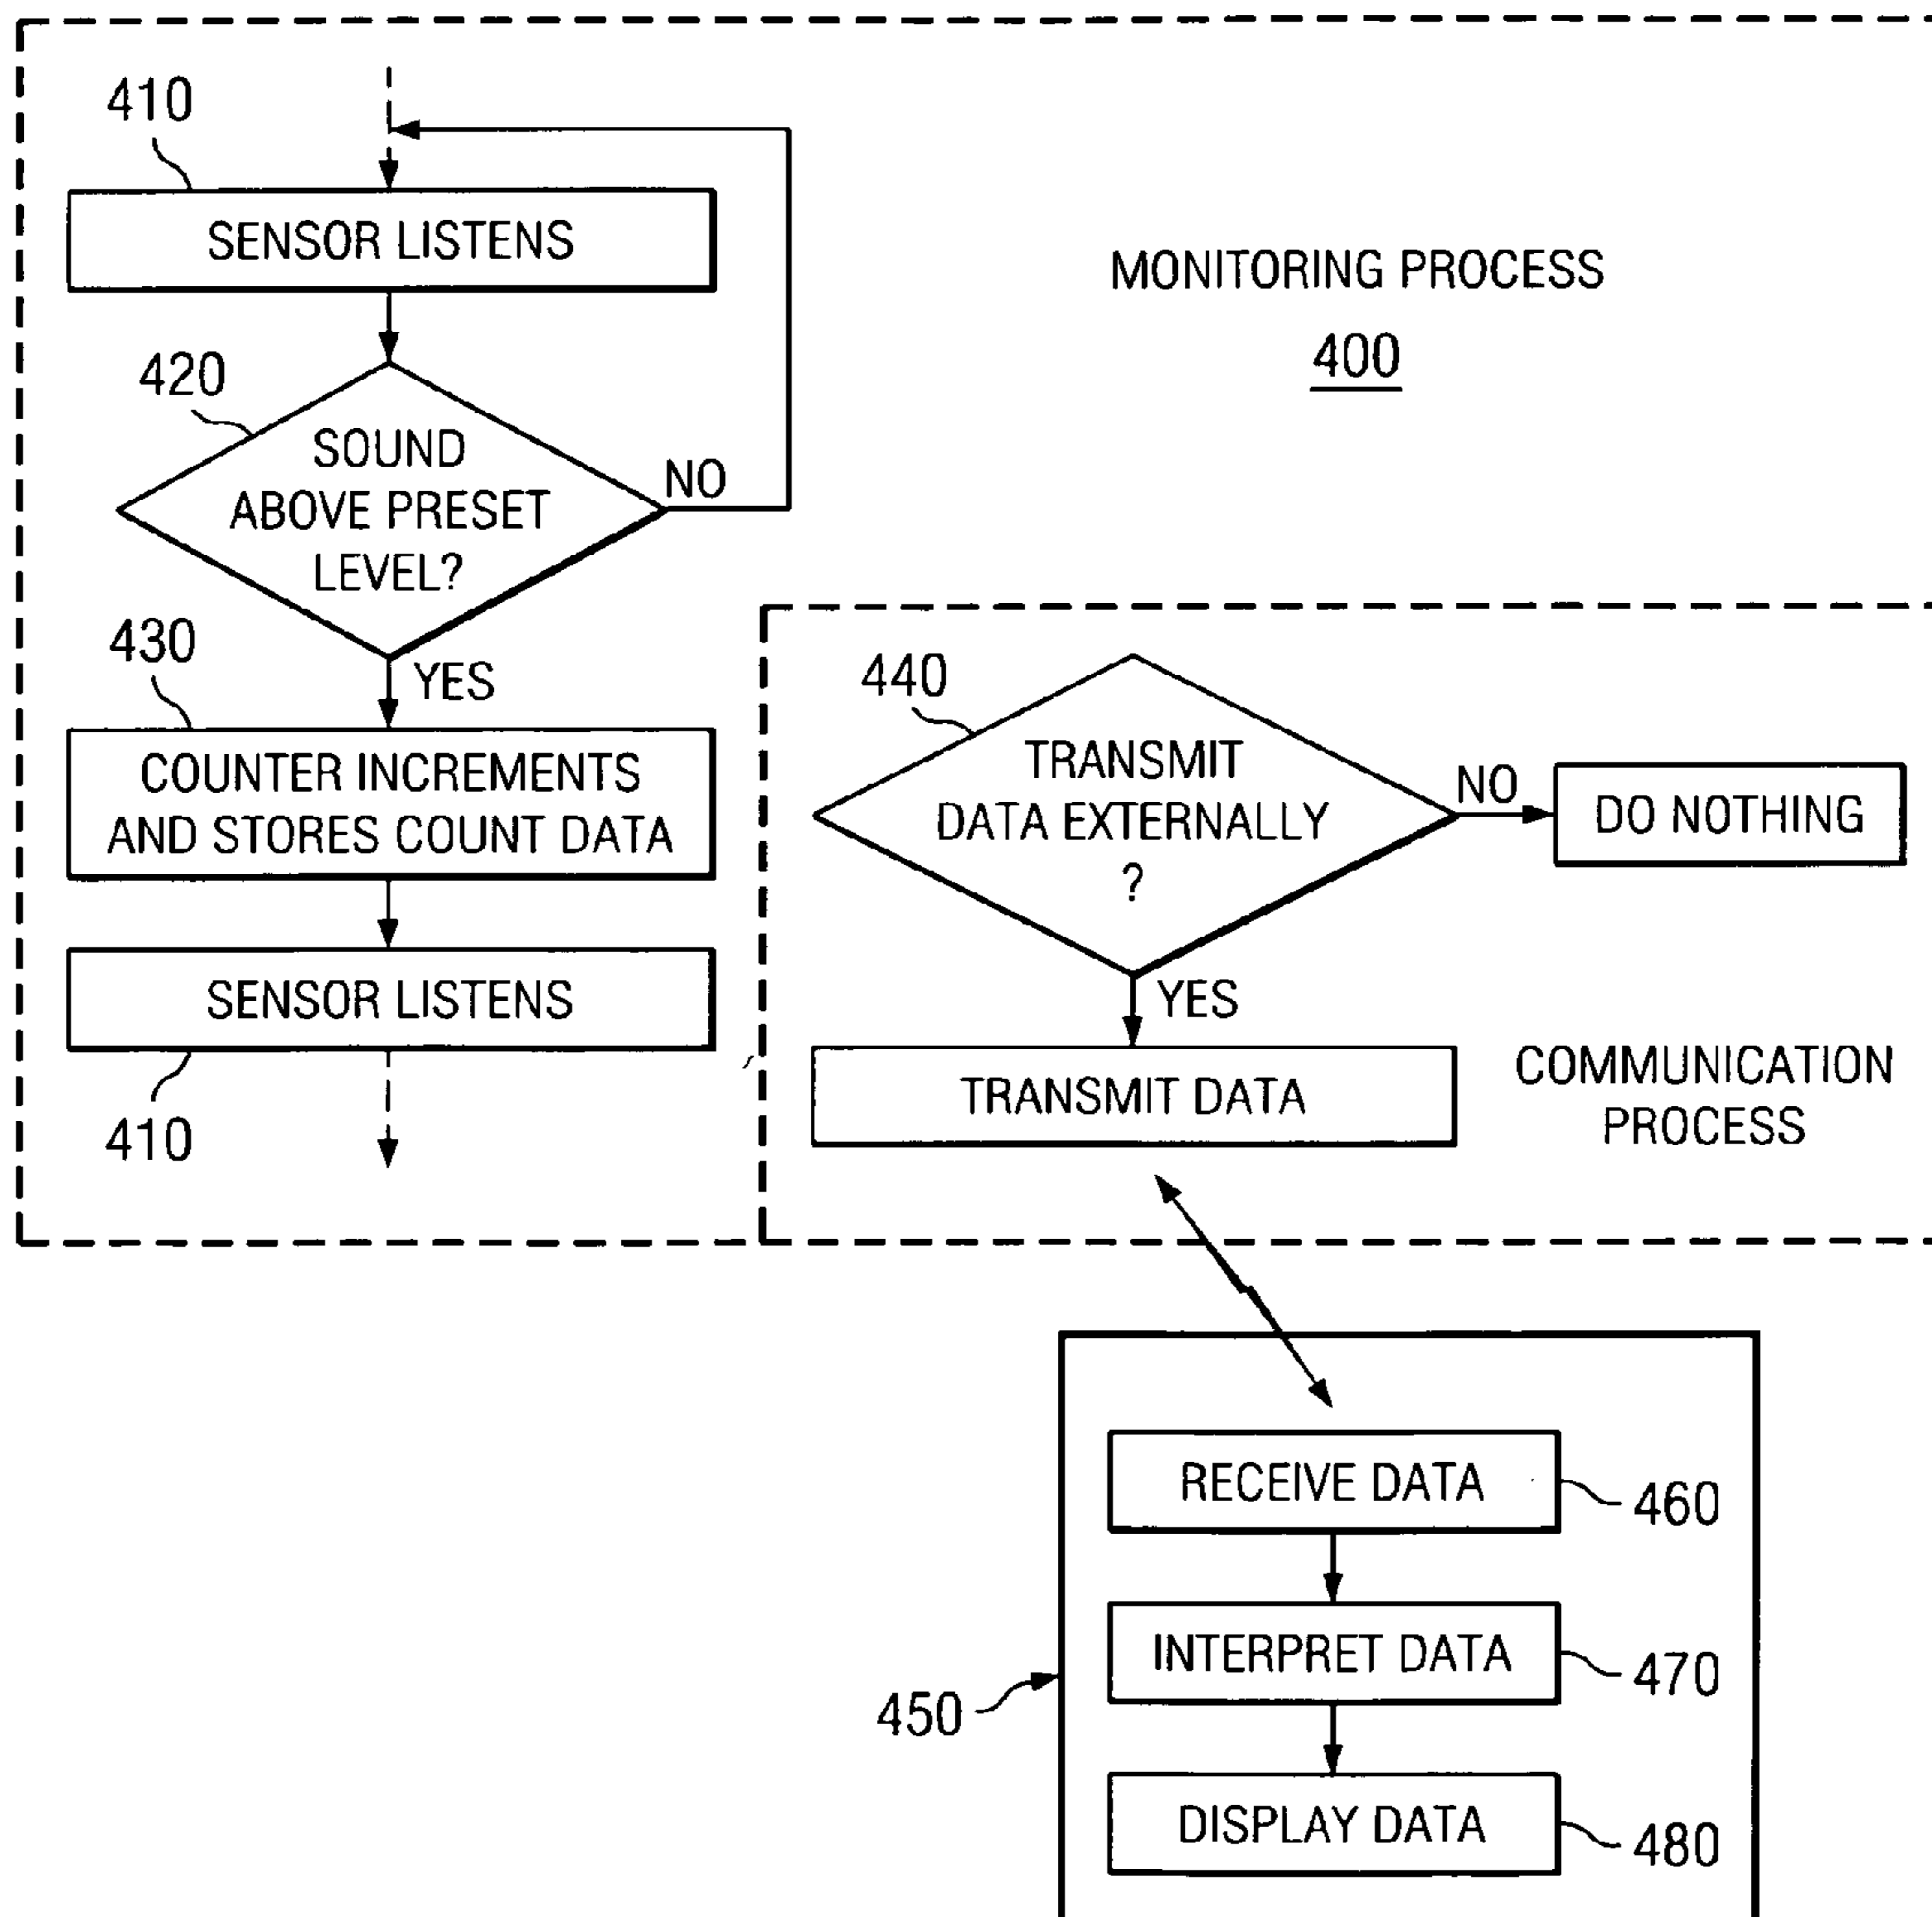 410
SENSOR LISTENS
MONITORING PROCESS
400
420
SOUND
ABOVE PRESET
LEVEL?
NO
YES
430
COUNTER INCREMENTS
AND STORES COUNT DATA
SENSOR LISTENS
410
440
TRANSMIT
DATA EXTERNALLY
?
NO
DO NOTHING
YES
TRANSMIT DATA
COMMUNICATION
PROCESS
450
RECEIVE DATA
460
INTERPRET DATA
470
DISPLAY DATA
480